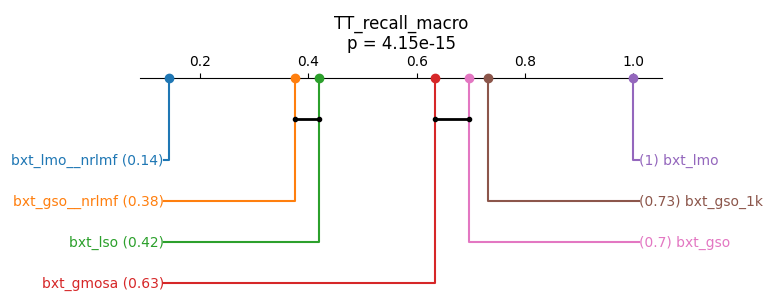 TT_recall_macro
p = 4.15e-15
0.2 0.4 0.6 0.8 1.0
bxt_lmo__nrlmf (0.14) (1) bxt_lmo
bxt_gso__nrlmf (0.38) (0.73) bxt_gso_1k
bxt_lso (0.42) (0.7) bxt_gso
bxt_gmosa (0.63)